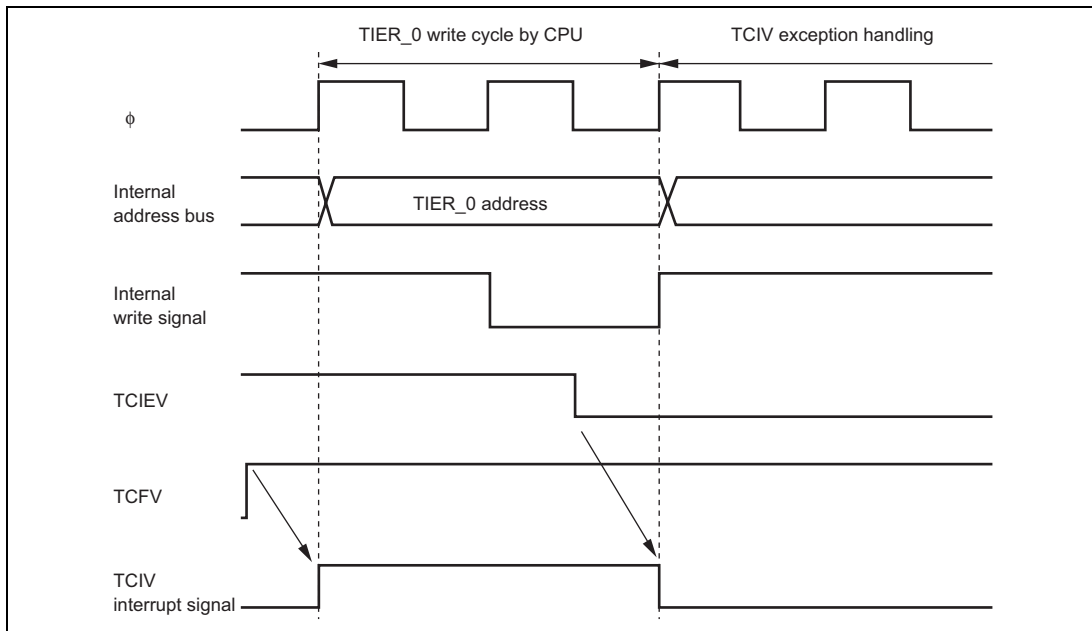 TIER_0 write cycle by CPU
TCIV exception handling
ϕ
Internal
address bus
TIER_0 address
Internal
write signal
TCIEV
TCFV
TCIV
interrupt signal